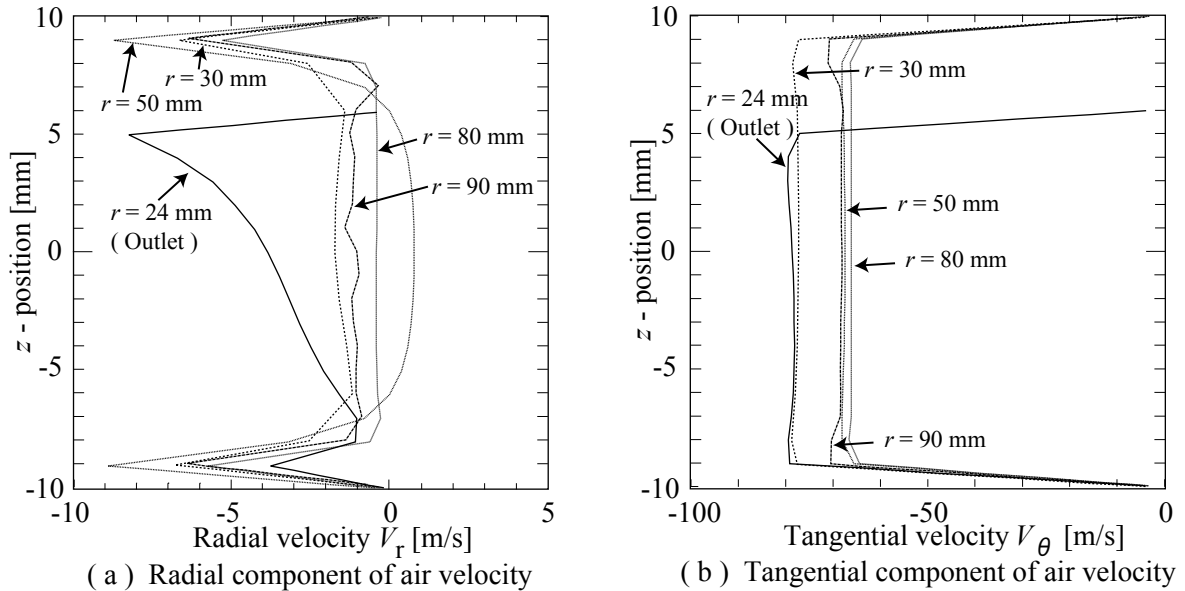 10
5
0
-5
-10
z - position [mm]
r = 30 mm
r = 50 mm
r = 80 mm
r = 90 mm
r = 24 mm
( Outlet )
-10
-5
0
5
Radial velocity Vr [m/s]
( a ) Radial component of air velocity
10
5
0
-5
-10
z - position [mm]
r = 30 mm
r = 24 mm
( Outlet )
r = 50 mm
r = 80 mm
r = 90 mm
-100
-50
0
Tangential velocity Vθ [m/s]
( b ) Tangential component of air velocity